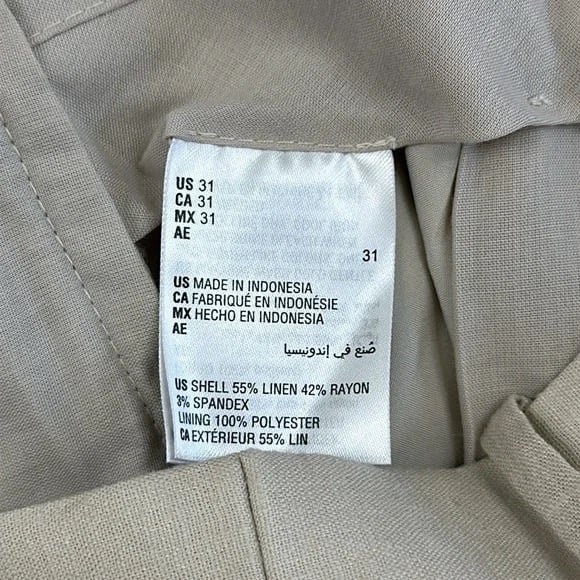 US 31
CA 31
MX 31
AE
31
US MADE IN INDONESIA
CA FABRIQUÉ EN INDONÉSIE
MX HECHO EN INDONESIA
AE
صُنع في إندونيسيا
US SHELL 55% LINEN 42% RAYON
3% SPANDEX
LINING 100% POLYESTER
CA EXTÉRIEUR 55% LIN